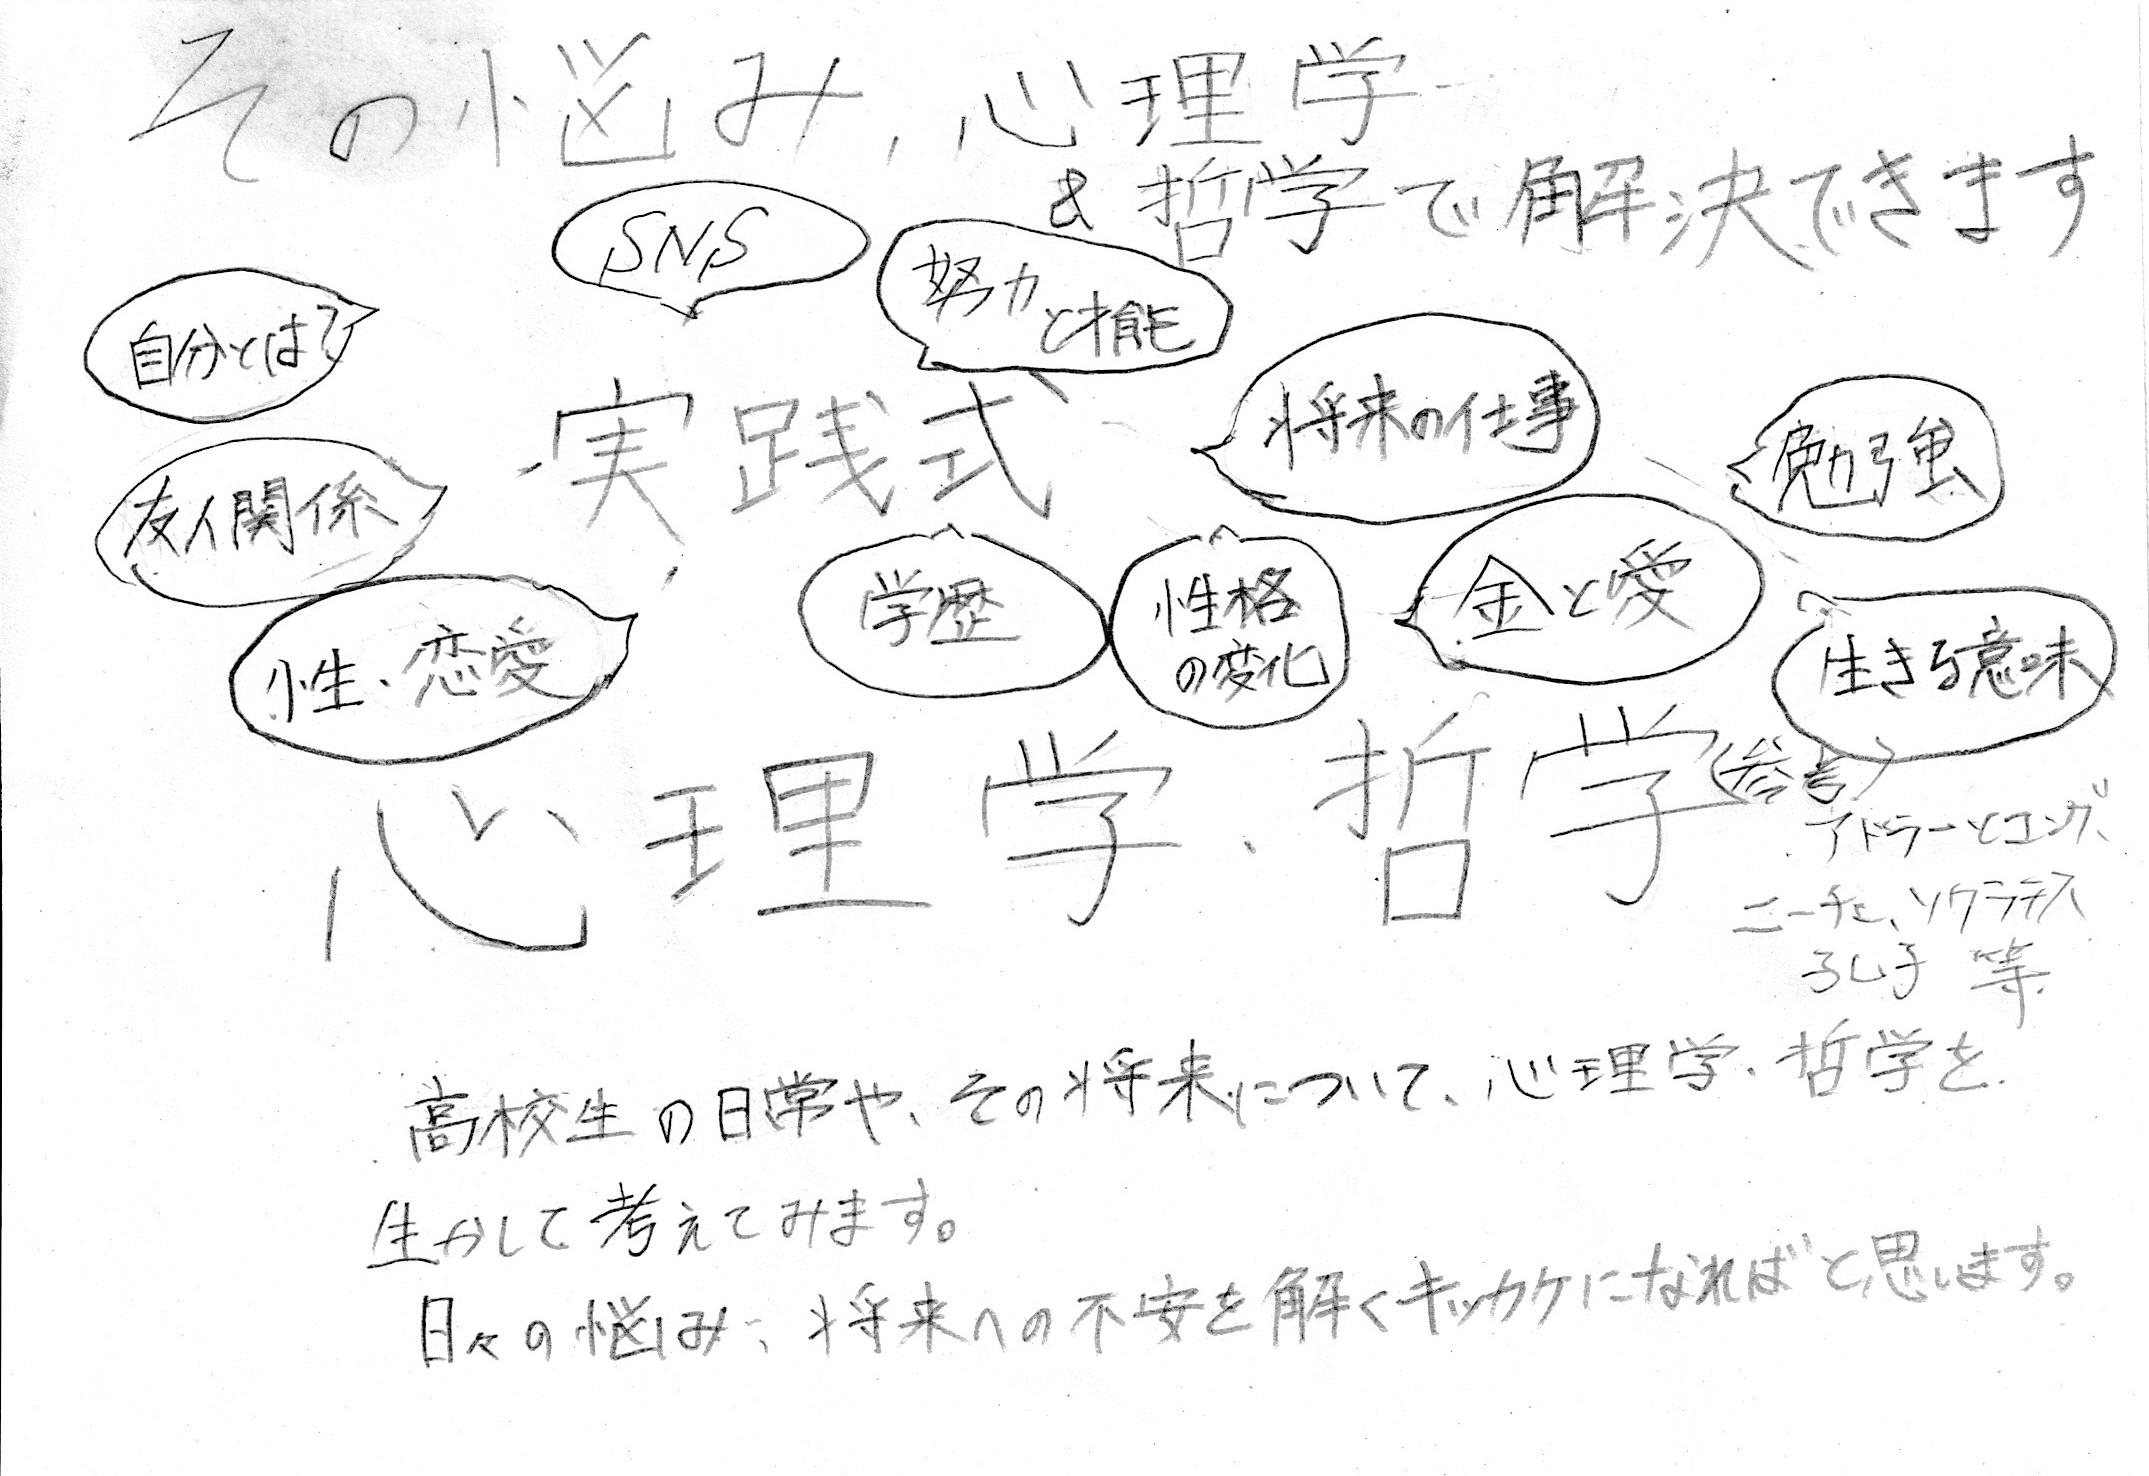 その悩み、心理学
&哲学で解決できます
SNS
努力
と才能
自分とは?
将来の仕事
勉強
実践式
友人関係
学歴
性格
の変化
金と愛
性、恋愛
生きる意味
心理学、哲学
(参考)
アドラーとユング、
ニーチェ、ソクラテス
孔子 等
高校生の日常や、その将来について、心理学、哲学を
生かして考えてみます。
日々の悩み、将来への不安を解くキッカケになればと思います。